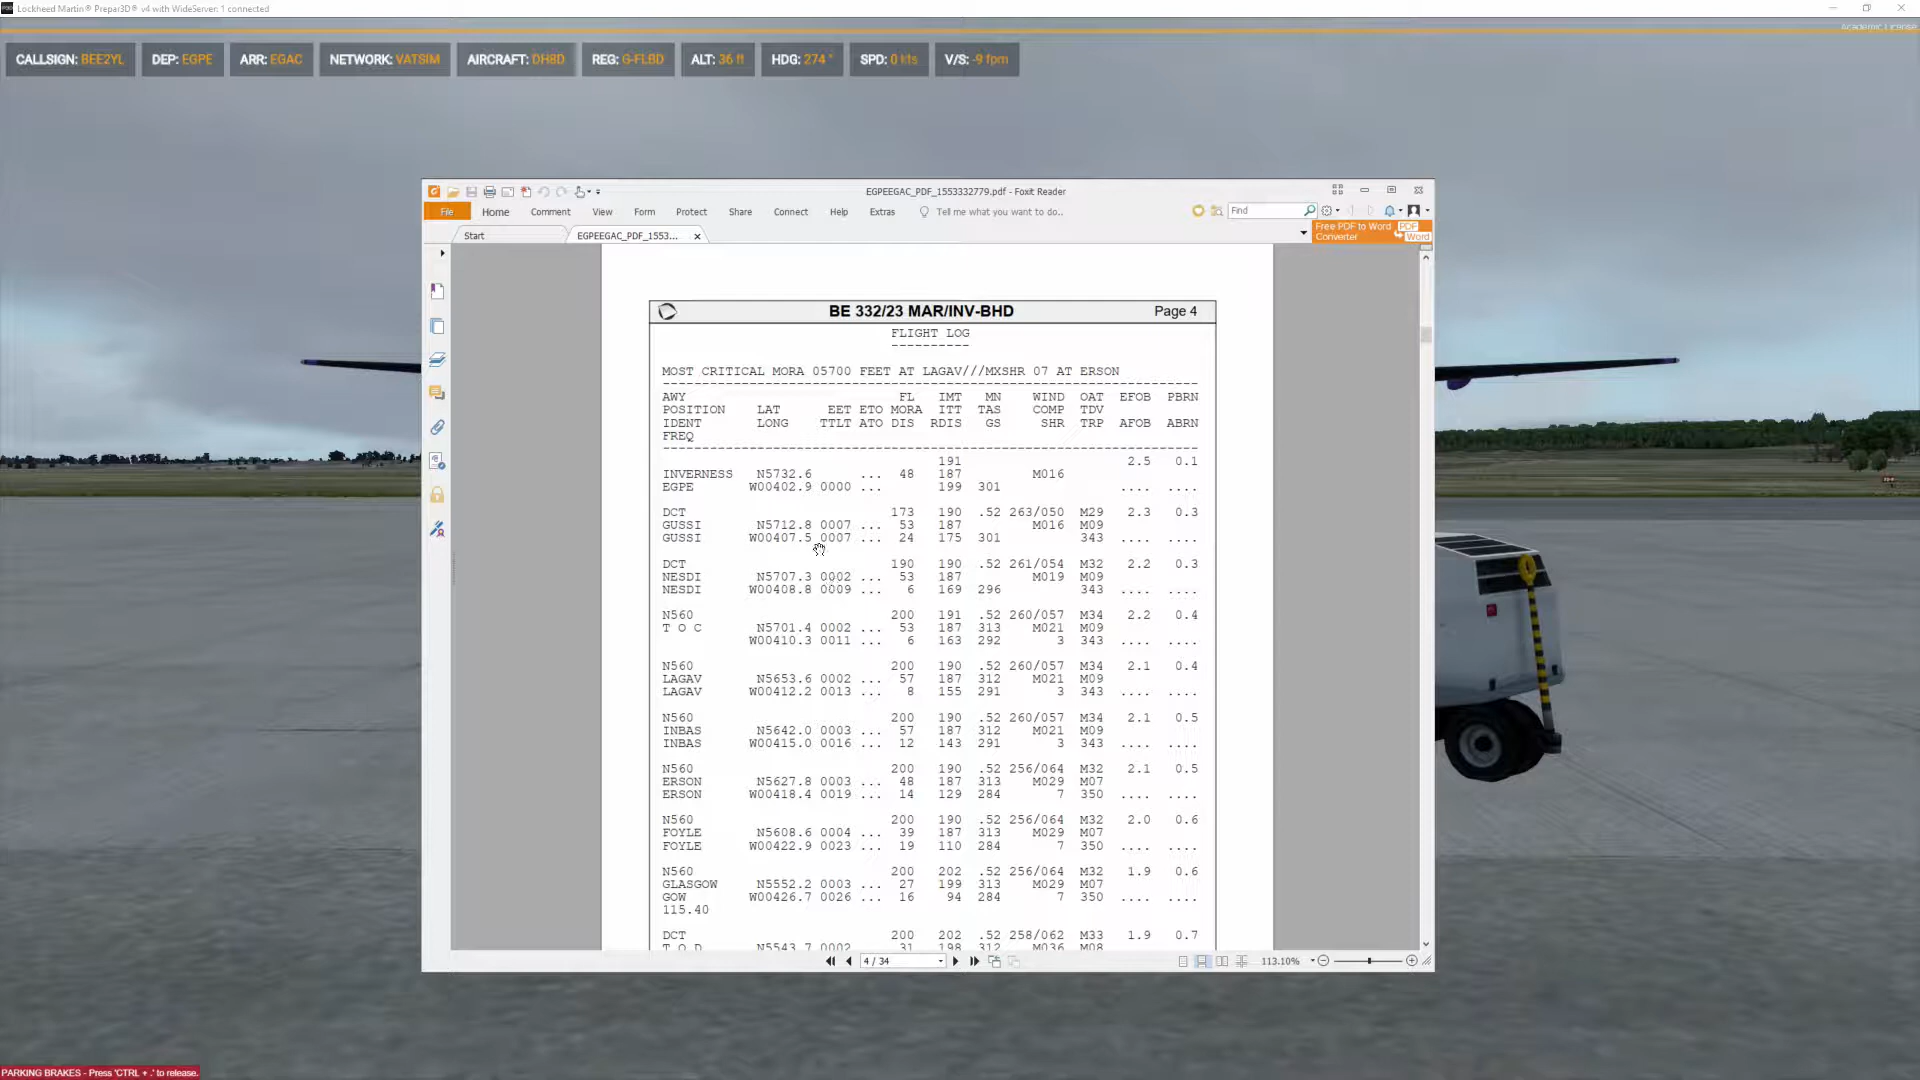 Lockheed Martin® Prepar3D® v4 with WideServer: 1 connected
Academic License
CALLSIGN: BEE2YL DEP: EGPE ARR: EGAC NETWORK: VATSIM AIRCRAFT: DH8D REG: G-FLBD ALT: 36 ft HDG: 274° SPD: 0 kts V/S: -9 fpm
EGPEEGAC_PDF_1553332779.pdf - Foxit Reader
File Home Comment View Form Protect Share Connect Help Extras Tell me what you want to do.. Find
Start EGPEEGAC_PDF_1553...
Free PDF to Word Converter
PDF
Word
BE 332/23 MAR/INV-BHD Page 4
FLIGHT LOG
----------
MOST CRITICAL MORA 05700 FEET AT LAGAV///MXSHR 07 AT ERSON
AWY FL IMT MN WIND OAT EFOB PBRN
POSITION LAT EET ETO MORA ITT TAS COMP TDV
IDENT LONG TTLT ATO DIS RDIS GS SHR TRP AFOB ABRN
FREQ
191 2.5 0.1
INVERNESS N5732.6 ... 48 187 M016
EGPE W00402.9 0000 ... 199 301 .... ....
DCT 173 190 .52 263/050 M29 2.3 0.3
GUSSI N5712.8 0007 ... 53 187 M016 M09
GUSSI W00407.5 0007 ... 24 175 301 343 .... ....
DCT 190 190 .52 261/054 M32 2.2 0.3
NESDI N5707.3 0002 ... 53 187 M019 M09
NESDI W00408.8 0009 ... 6 169 296 343 .... ....
N560 200 191 .52 260/057 M34 2.2 0.4
T O C N5701.4 0002 ... 53 187 313 M021 M09
W00410.3 0011 ... 6 163 292 3 343 .... ....
N560 200 190 .52 260/057 M34 2.1 0.4
LAGAV N5653.6 0002 ... 57 187 312 M021 M09
LAGAV W00412.2 0013 ... 8 155 291 3 343 .... ....
N560 200 190 .52 260/057 M34 2.1 0.5
INBAS N5642.0 0003 ... 57 187 312 M021 M09
INBAS W00415.0 0016 ... 12 143 291 3 343 .... ....
N560 200 190 .52 256/064 M32 2.1 0.5
ERSON N5627.8 0003 ... 48 187 313 M029 M07
ERSON W00418.4 0019 ... 14 129 284 7 350 .... ....
N560 200 190 .52 256/064 M32 2.0 0.6
FOYLE N5608.6 0004 ... 39 187 313 M029 M07
FOYLE W00422.9 0023 ... 19 110 284 7 350 .... ....
N560 200 202 .52 256/064 M32 1.9 0.6
GLASGOW N5552.2 0003 ... 27 199 313 M029 M07
GOW W00426.7 0026 ... 16 94 284 7 350 .... ....
115.40
DCT 200 202 .52 258/062 M33 1.9 0.7
T O D N5543.7 0002 ... 31 198 312 M036 M08
4 / 34 113.10%
PARKING BRAKES - Press 'CTRL + .' to release.